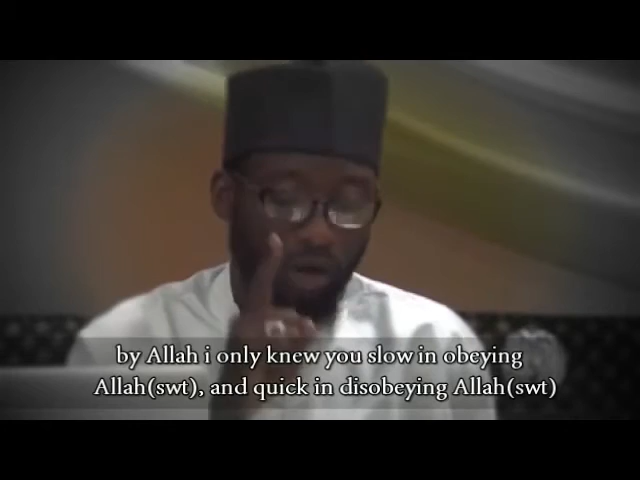 by Allah i only knew you slow in obeying
Allah(swt), and quick in disobeying Allah(swt)